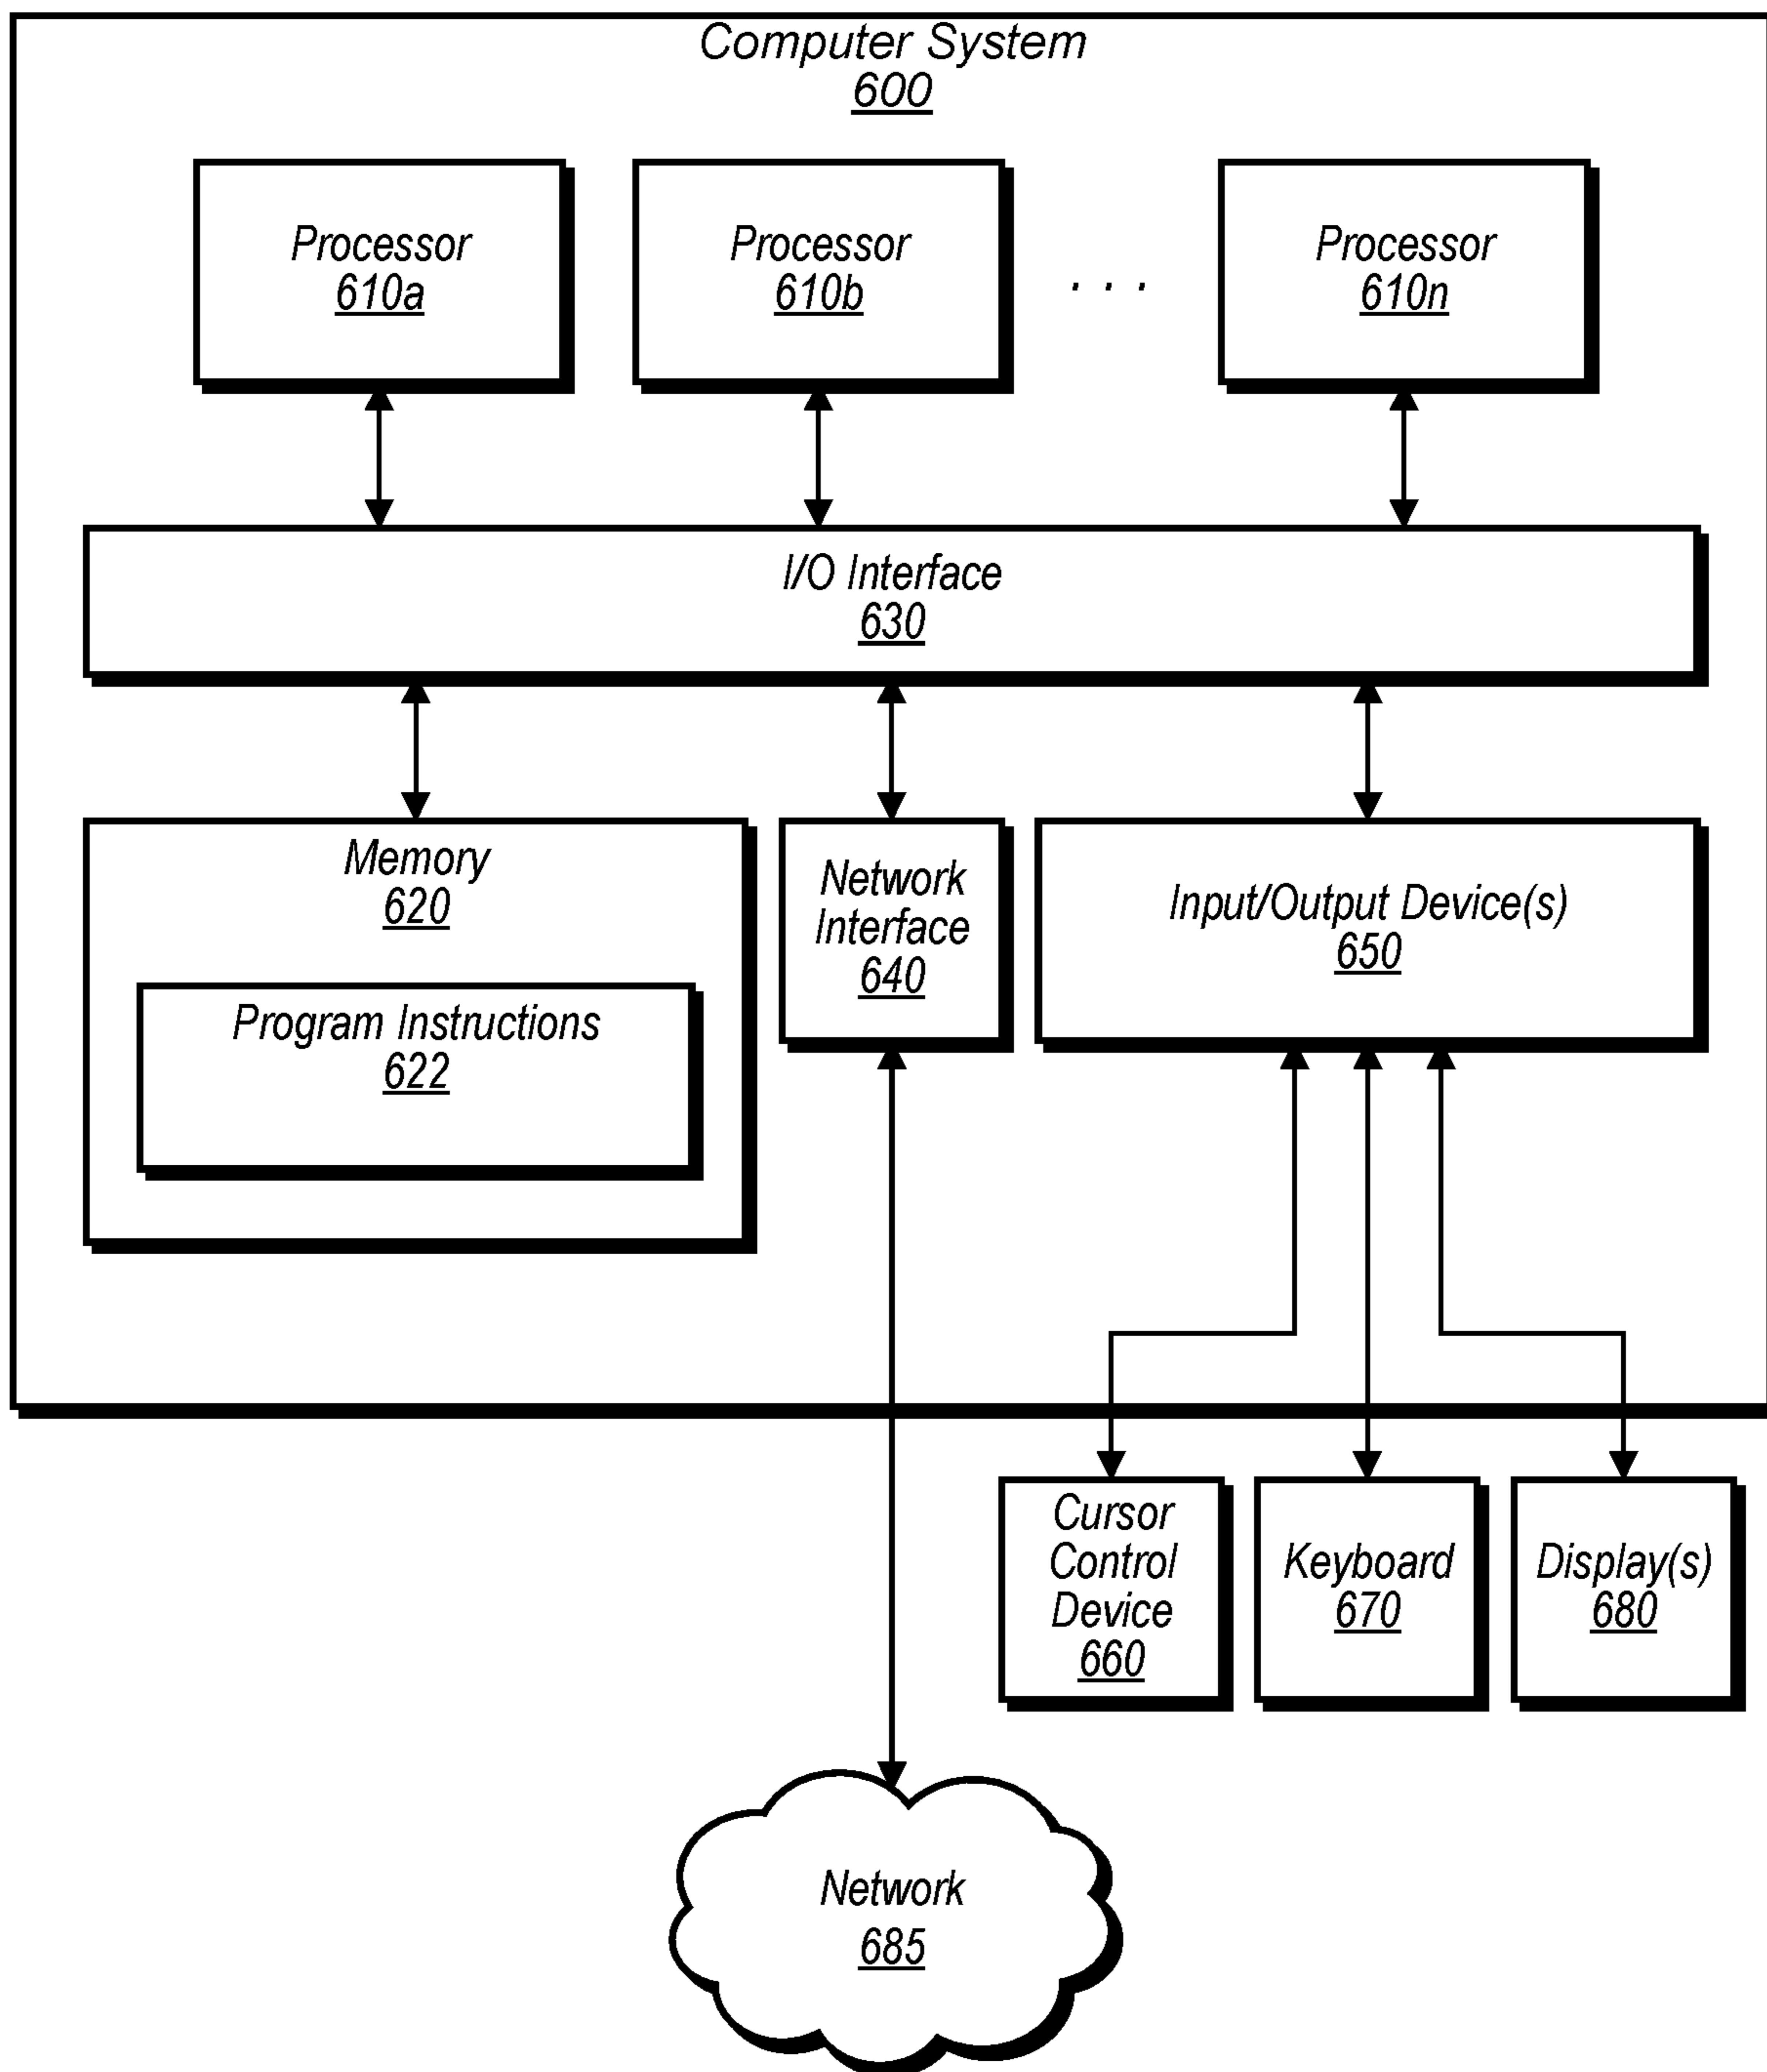 Computer System
600
Processor
610a
Processor
610b
. . .
Processor
610n
I/O Interface
630
Memory
620
Program Instructions
622
Network
Interface
640
Input/Output Device(s)
650
Cursor
Control
Device
660
Keyboard
670
Display(s)
680
Network
685